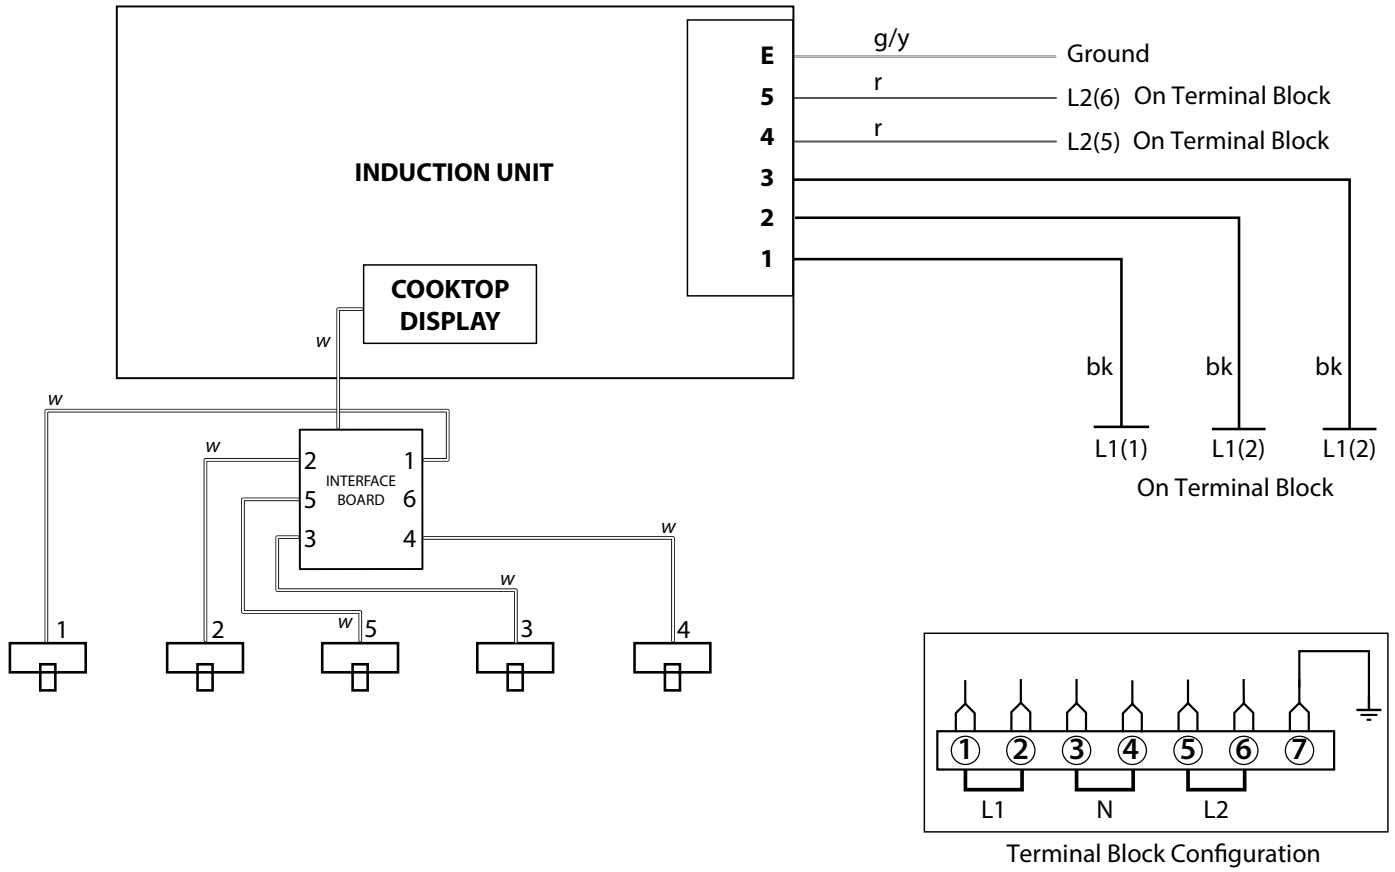 E
g/y
Ground
5
r
L2(6) On Terminal Block
4
r
L2(5) On Terminal Block
3
2
1
INDUCTION UNIT
COOKTOP
DISPLAY
w
bk
bk
bk
L1(1)
L1(2)
L1(2)
On Terminal Block
w
w
2
1
INTERFACE
BOARD
5
6
3
4
w
w
w
1
2
5
3
4
1
2
3
4
5
6
7
L1
N
L2
Terminal Block Configuration